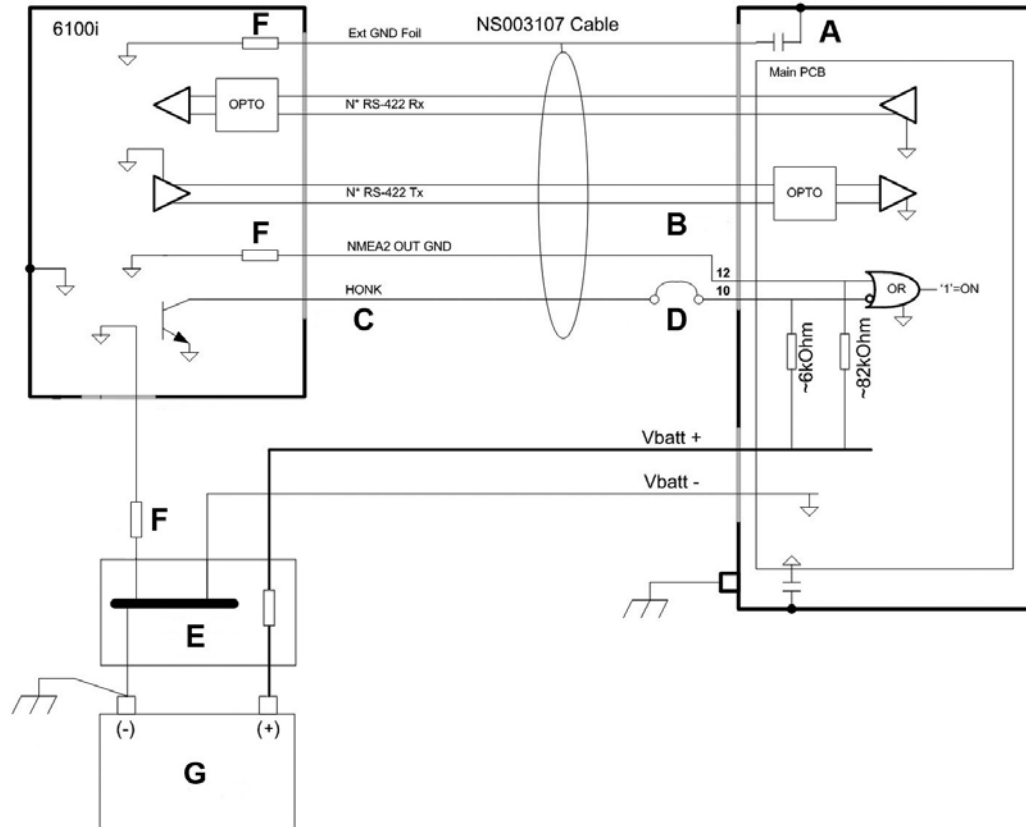 6100i
F
Ext GND Foil
NS003107 Cable
A
Main PCB
OPTO
N* RS-422 Rx
N* RS-422 Tx
OPTO
F
NMEA2 OUT GND
B
12
HONK
C
D
10
OR
'1'=ON
~6kOhm
~82kOhm
Vbatt +
Vbatt -
F
E
(-)
(+)
G